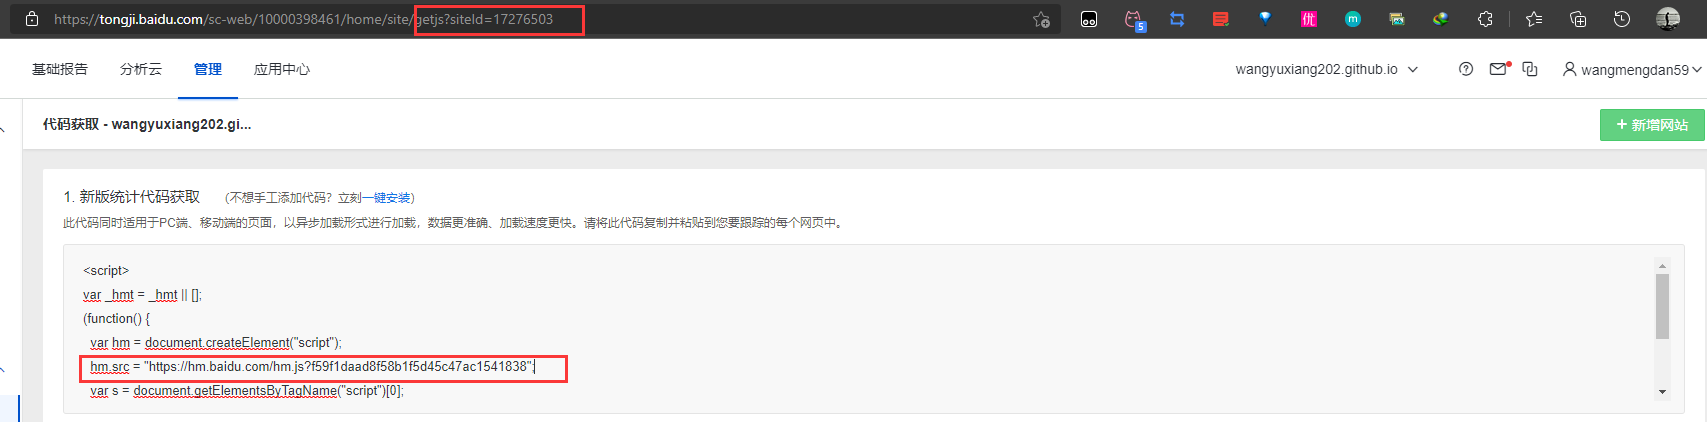 https://tongji.baidu.com/sc-web/10000398461/home/site/getjs?siteId=17276503
5
优
m
基础报告 分析云 管理 应用中心 wangyuxiang202.github.io wangmengdan59
代码获取 - wangyuxiang202.gi... + 新增网站
1. 新版统计代码获取 (不想手工添加代码？立刻一键安装)
此代码同时适用于PC端、移动端的页面，以异步加载形式进行加载，数据更准确、加载速度更快。请将此代码复制并粘贴到您要跟踪的每个网页中。
<script>
var _hmt = _hmt || [];
(function() {
var hm = document.createElement("script");
hm.src = "https://hm.baidu.com/hm.js?f59f1daad8f58b1f5d45c47ac1541838";
var s = document.getElementsByTagName("script")[0];